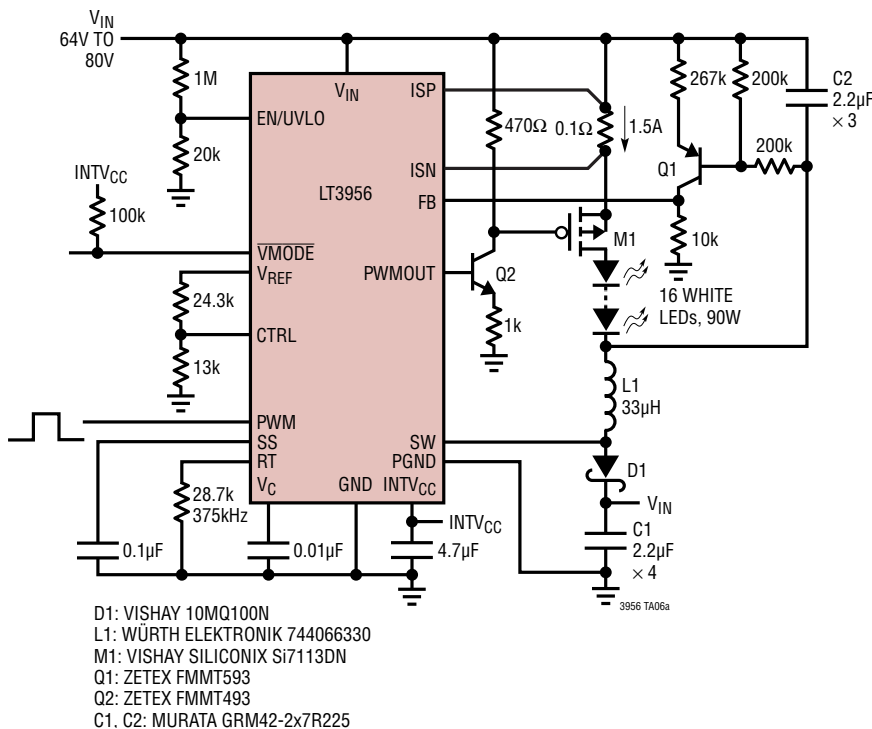 VIN
64V TO
80V
1M
20k
INTVCC
100k
24.3k
13k
VIN
ISP
EN/UVLO
ISN
LT3956
FB
VMODE
VREF
PWMOUT
CTRL
PWM
SS
SW
RT
PGND
VC
GND
INTVCC
470Ω
0.1Ω
1.5A
267k
200k
C2
2.2µF
× 3
200k
Q1
M1
10k
Q2
1k
16 WHITE
LEDs, 90W
L1
33µH
D1
VIN
C1
2.2µF
× 4
28.7k
375kHz
INTVCC
0.1µF
0.01µF
4.7µF
3956 TA06a
D1: VISHAY 10MQ100N
L1: WÜRTH ELEKTRONIK 744066330
M1: VISHAY SILICONIX Si7113DN
Q1: ZETEX FMMT593
Q2: ZETEX FMMT493
C1, C2: MURATA GRM42-2x7R225